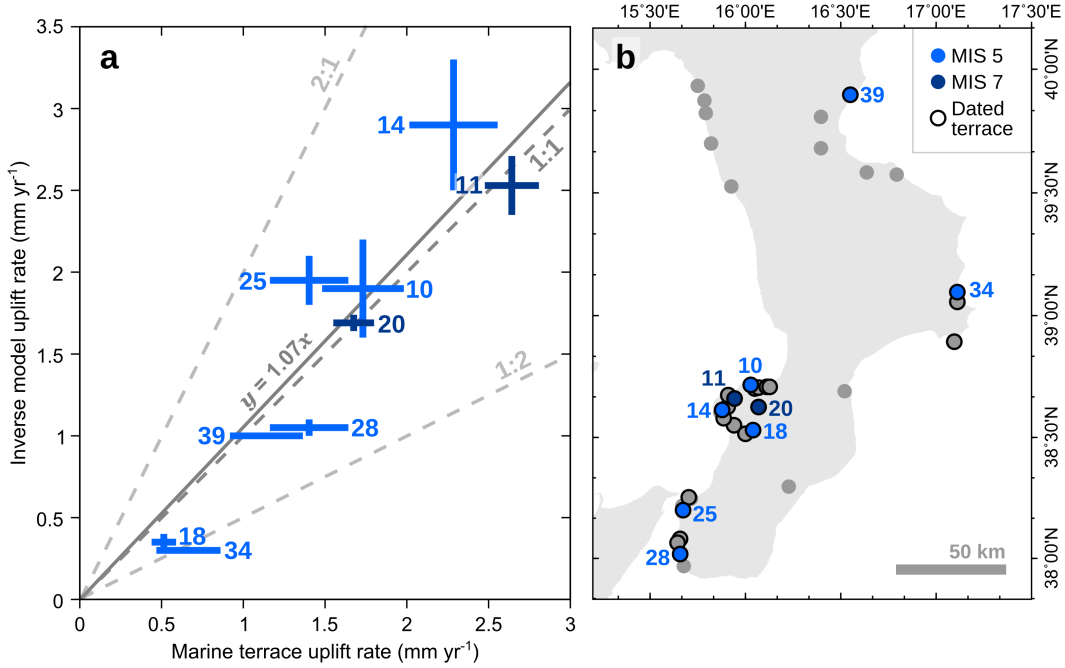 a
3.5
3
2.5
2
1.5
1
0.5
0
0
0.5
1
1.5
2
2.5
3
Inverse model uplift rate (mm yr⁻¹)
Marine terrace uplift rate (mm yr⁻¹)
2:1
1:1
1:2
y = 1.07x
14
11
25
10
20
39
28
18
34
b
15˚30'E
16˚00'E
16˚30'E
17˚00'E
17˚30'E
40˚00'N
39˚30'N
39˚00'N
38˚30'N
38˚00'N
MIS 5
MIS 7
Dated
terrace
39
34
10
11
14
20
18
25
28
50 km